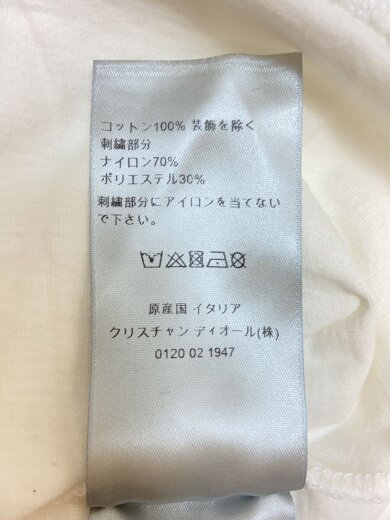 コットン100% 装飾を除く
刺繍部分
ナイロン70%
ポリエステル30%
刺繍部分にアイロンを当てない
で下さい。
原産国 イタリア
クリスチャン ディオール(株)
0120 02 1947